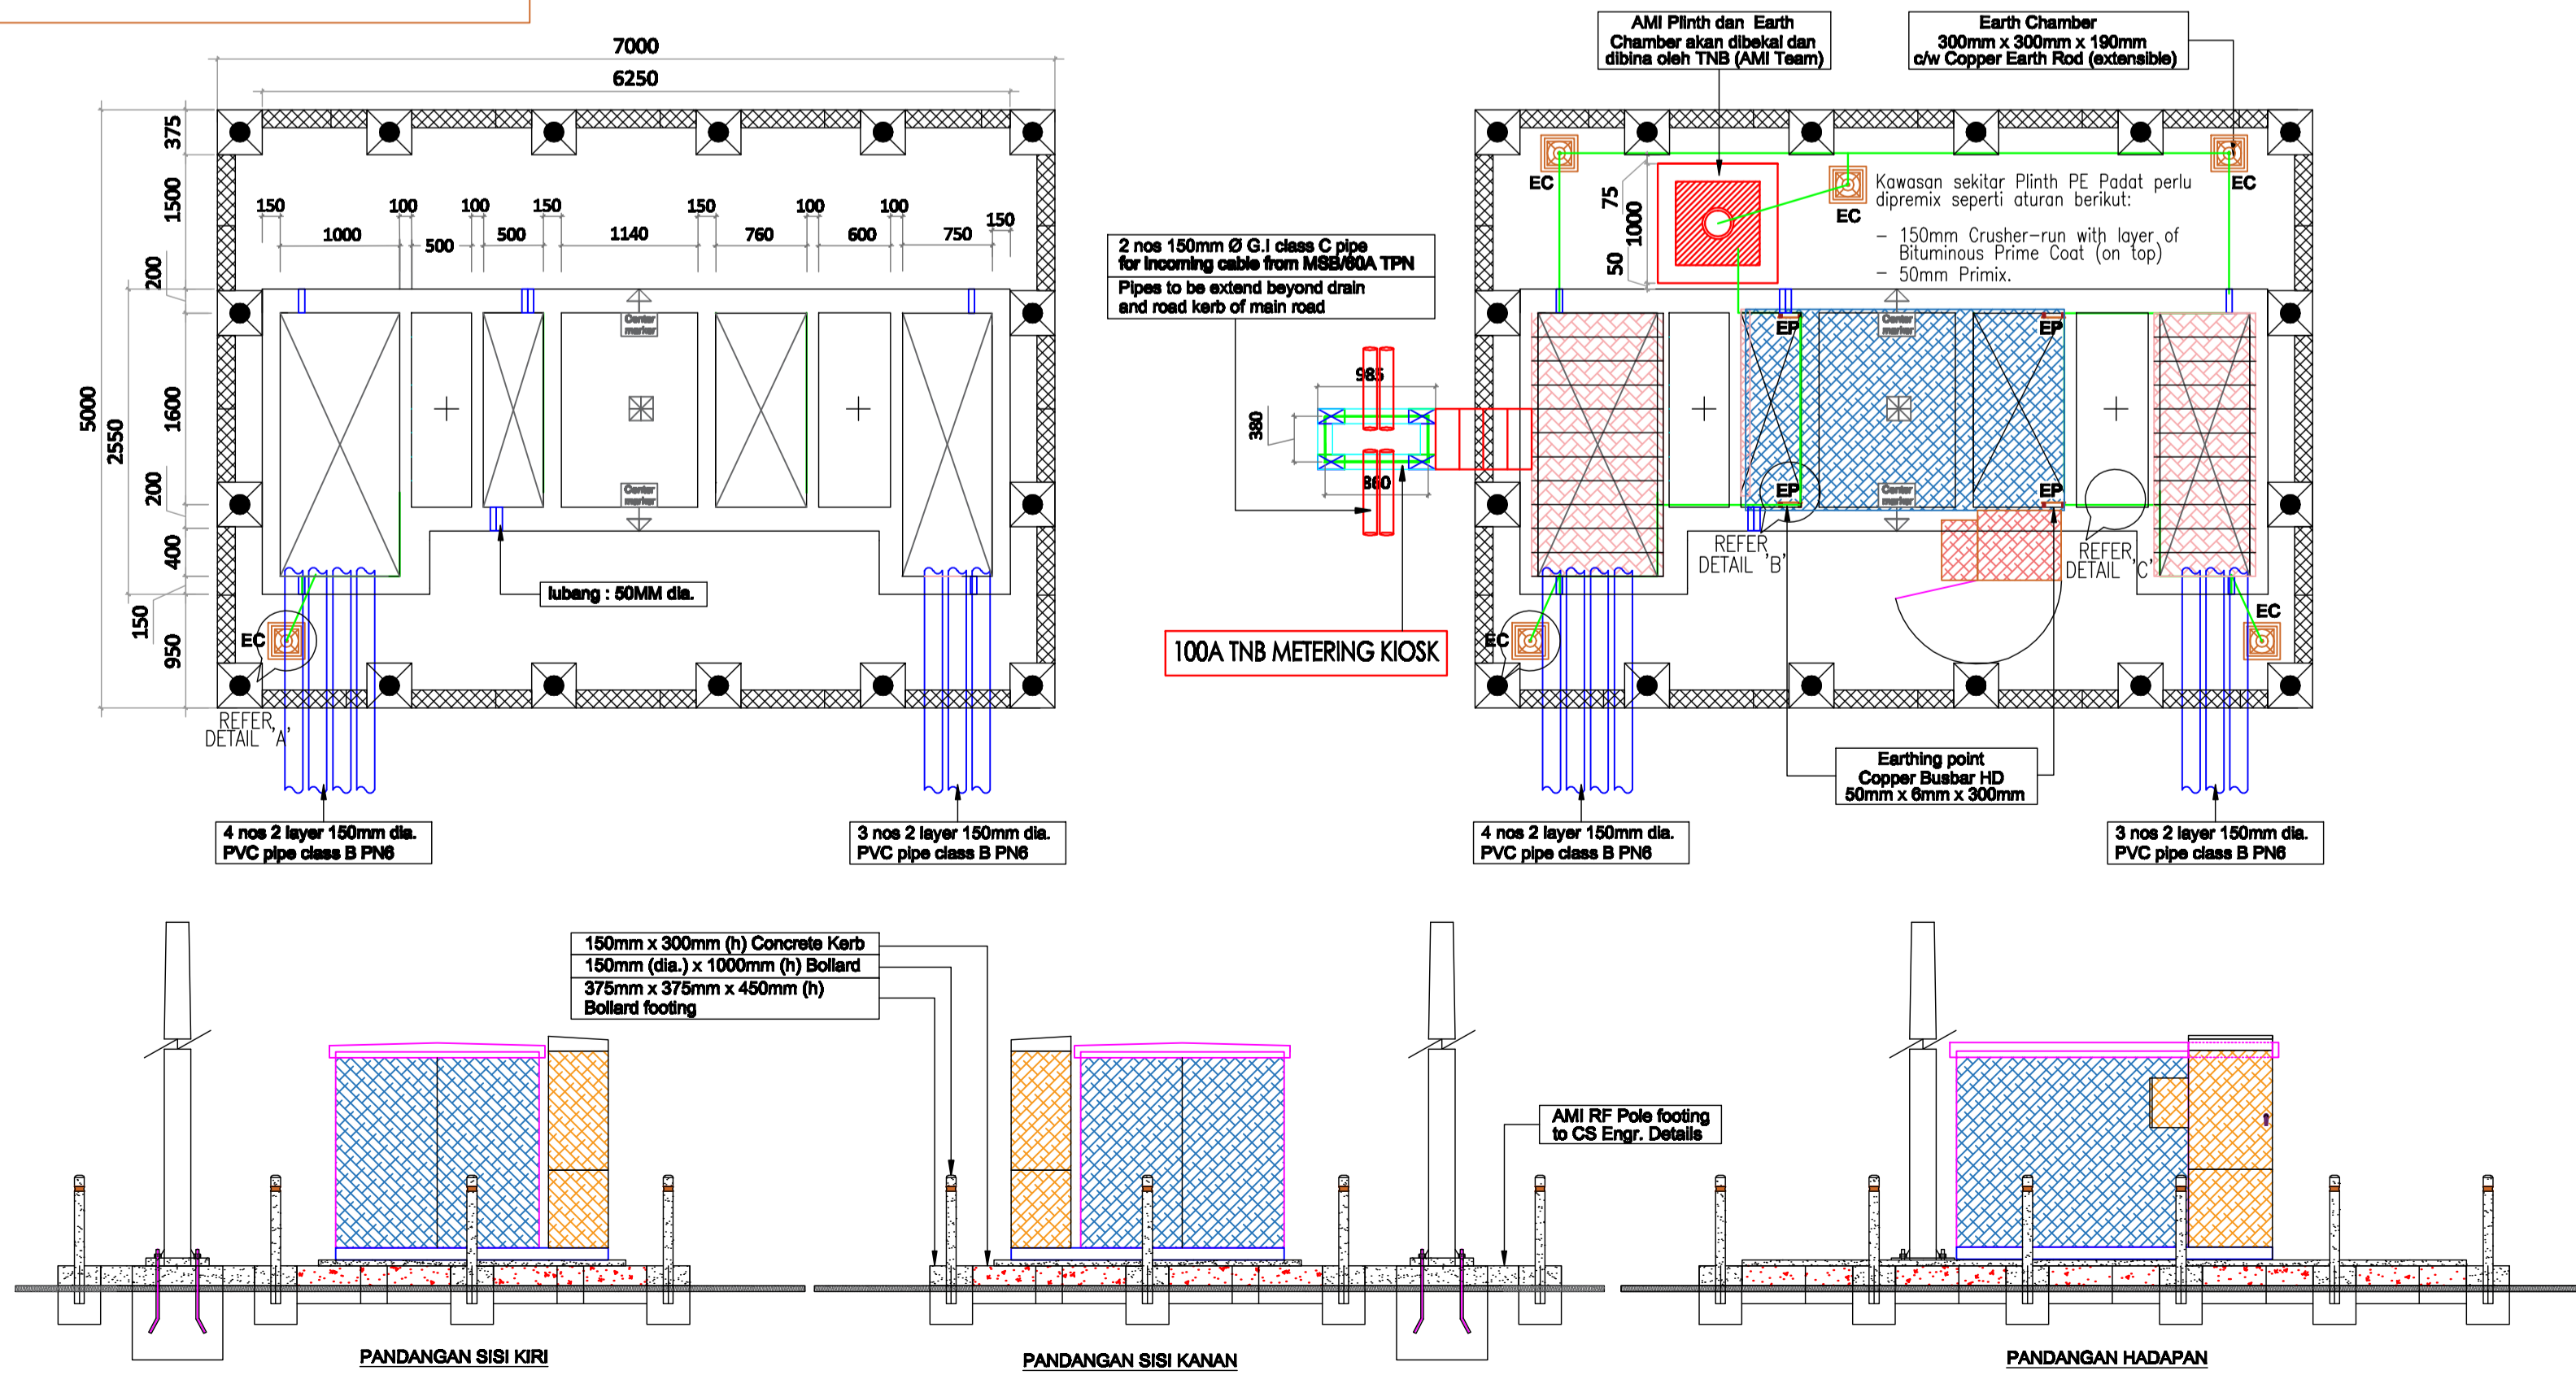 7000
6250
5000
2550
375
1500
200
1600
200
400
150
950
150
1000
100
500
100
500
150
1140
150
760
100
600
100
750
150
Center
marker
Center
marker
lubang : 50MM dia.
EC
REFER
DETAIL 'A'
4 nos 2 layer 150mm dia.
PVC pipe class B PN6
3 nos 2 layer 150mm dia.
PVC pipe class B PN6
AMI Plinth dan Earth
Chamber akan dibekal dan
dibina oleh TNB (AMI Team)
Earth Chamber
300mm x 300mm x 190mm
c/w Copper Earth Rod (extensible)
EC
EC
EC
75
1000
50
Kawasan sekitar Plinth PE Padat perlu
dipremix seperti aturan berikut:
- 150mm Crusher-run with layer of
Bituminous Prime Coat (on top)
- 50mm Primix.
2 nos 150mm Ø G.I class C pipe
for incoming cable from MSB/60A TPN
Pipes to be extend beyond drain
and road kerb of main road
985
380
860
100A TNB METERING KIOSK
EP
EP
EP
EP
Center
marker
Center
marker
REFER
DETAIL 'B'
REFER
DETAIL 'C'
EC
EC
Earthing point
Copper Busbar HD
50mm x 6mm x 300mm
4 nos 2 layer 150mm dia.
PVC pipe class B PN6
3 nos 2 layer 150mm dia.
PVC pipe class B PN6
150mm x 300mm (h) Concrete Kerb
150mm (dia.) x 1000mm (h) Bollard
375mm x 375mm x 450mm (h)
Bollard footing
AMI RF Pole footing
to CS Engr. Details
PANDANGAN SISI KIRI
PANDANGAN SISI KANAN
PANDANGAN HADAPAN